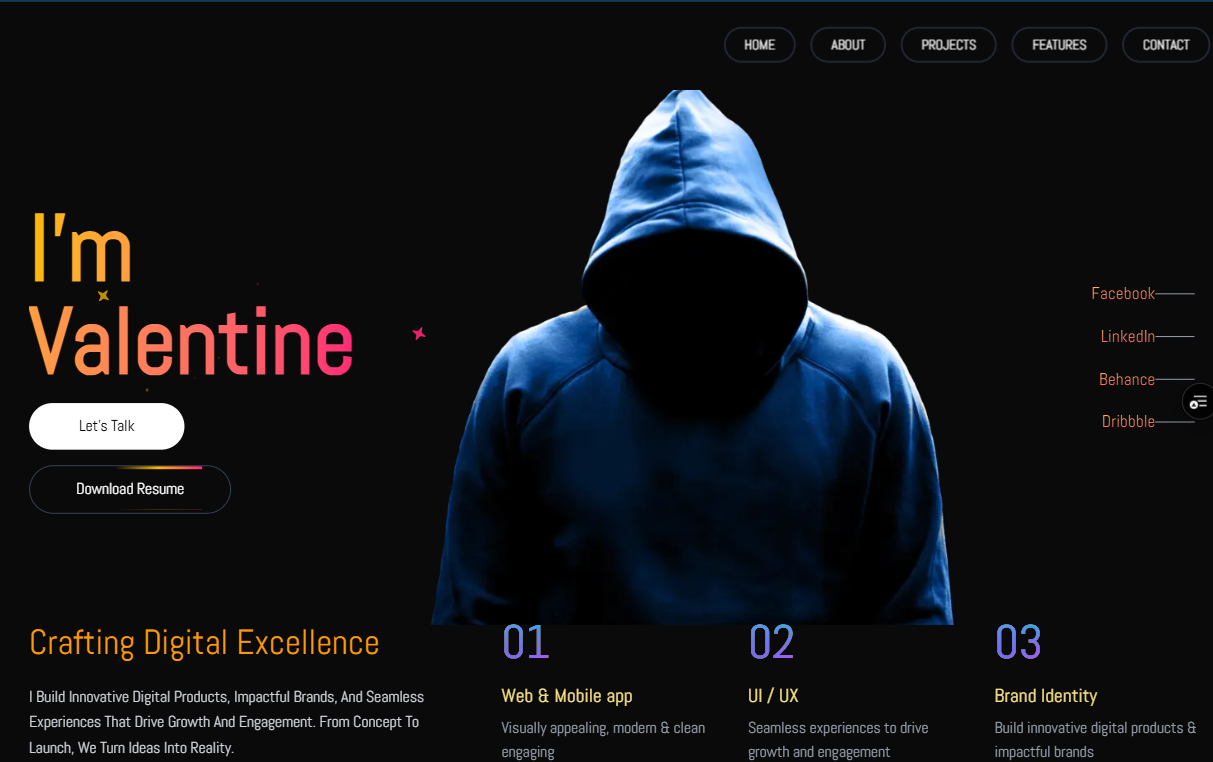 HOME
ABOUT
PROJECTS
FEATURES
CONTACT
I'm
Valentine
Let's Talk
Download Resume
Facebook
LinkedIn
Behance
Dribbble
Crafting Digital Excellence
I Build Innovative Digital Products, Impactful Brands, And Seamless
Experiences That Drive Growth And Engagement. From Concept To
Launch, We Turn Ideas Into Reality.
01
Web & Mobile app
Visually appealing, modern & clean
engaging
02
UI / UX
Seamless experiences to drive
growth and engagement
03
Brand Identity
Build innovative digital products &
impactful brands